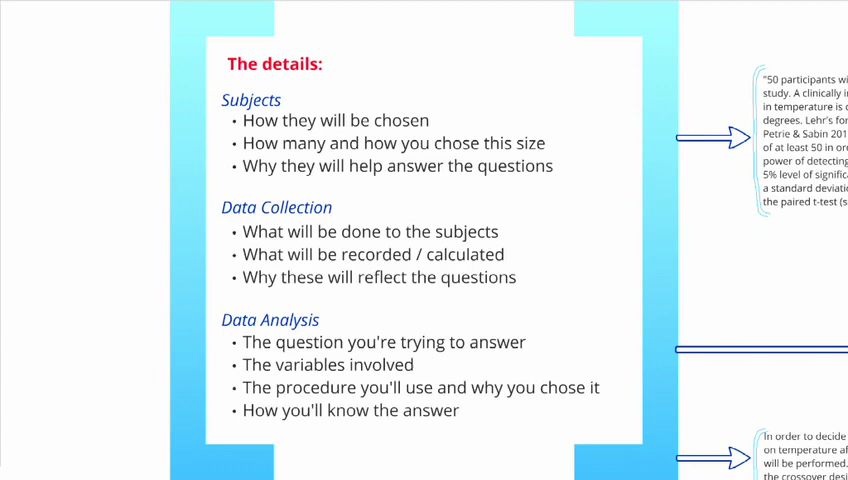 The details:
Subjects
• How they will be chosen
• How many and how you chose this size
• Why they will help answer the questions
Data Collection
• What will be done to the subjects
• What will be recorded / calculated
• Why these will reflect the questions
Data Analysis
• The question you're trying to answer
• The variables involved
• The procedure you'll use and why you chose it
• How you'll know the answer
"50 participants wi
study. A clinically i
in temperature is
degrees. Lehr's for
Petrie & Sabin 201
of at least 50 in or
power of detecting
5% level of signific
a standard deviatio
the paired t-test (s
In order to decide
on temperature af
will be performed.
the crossover desi